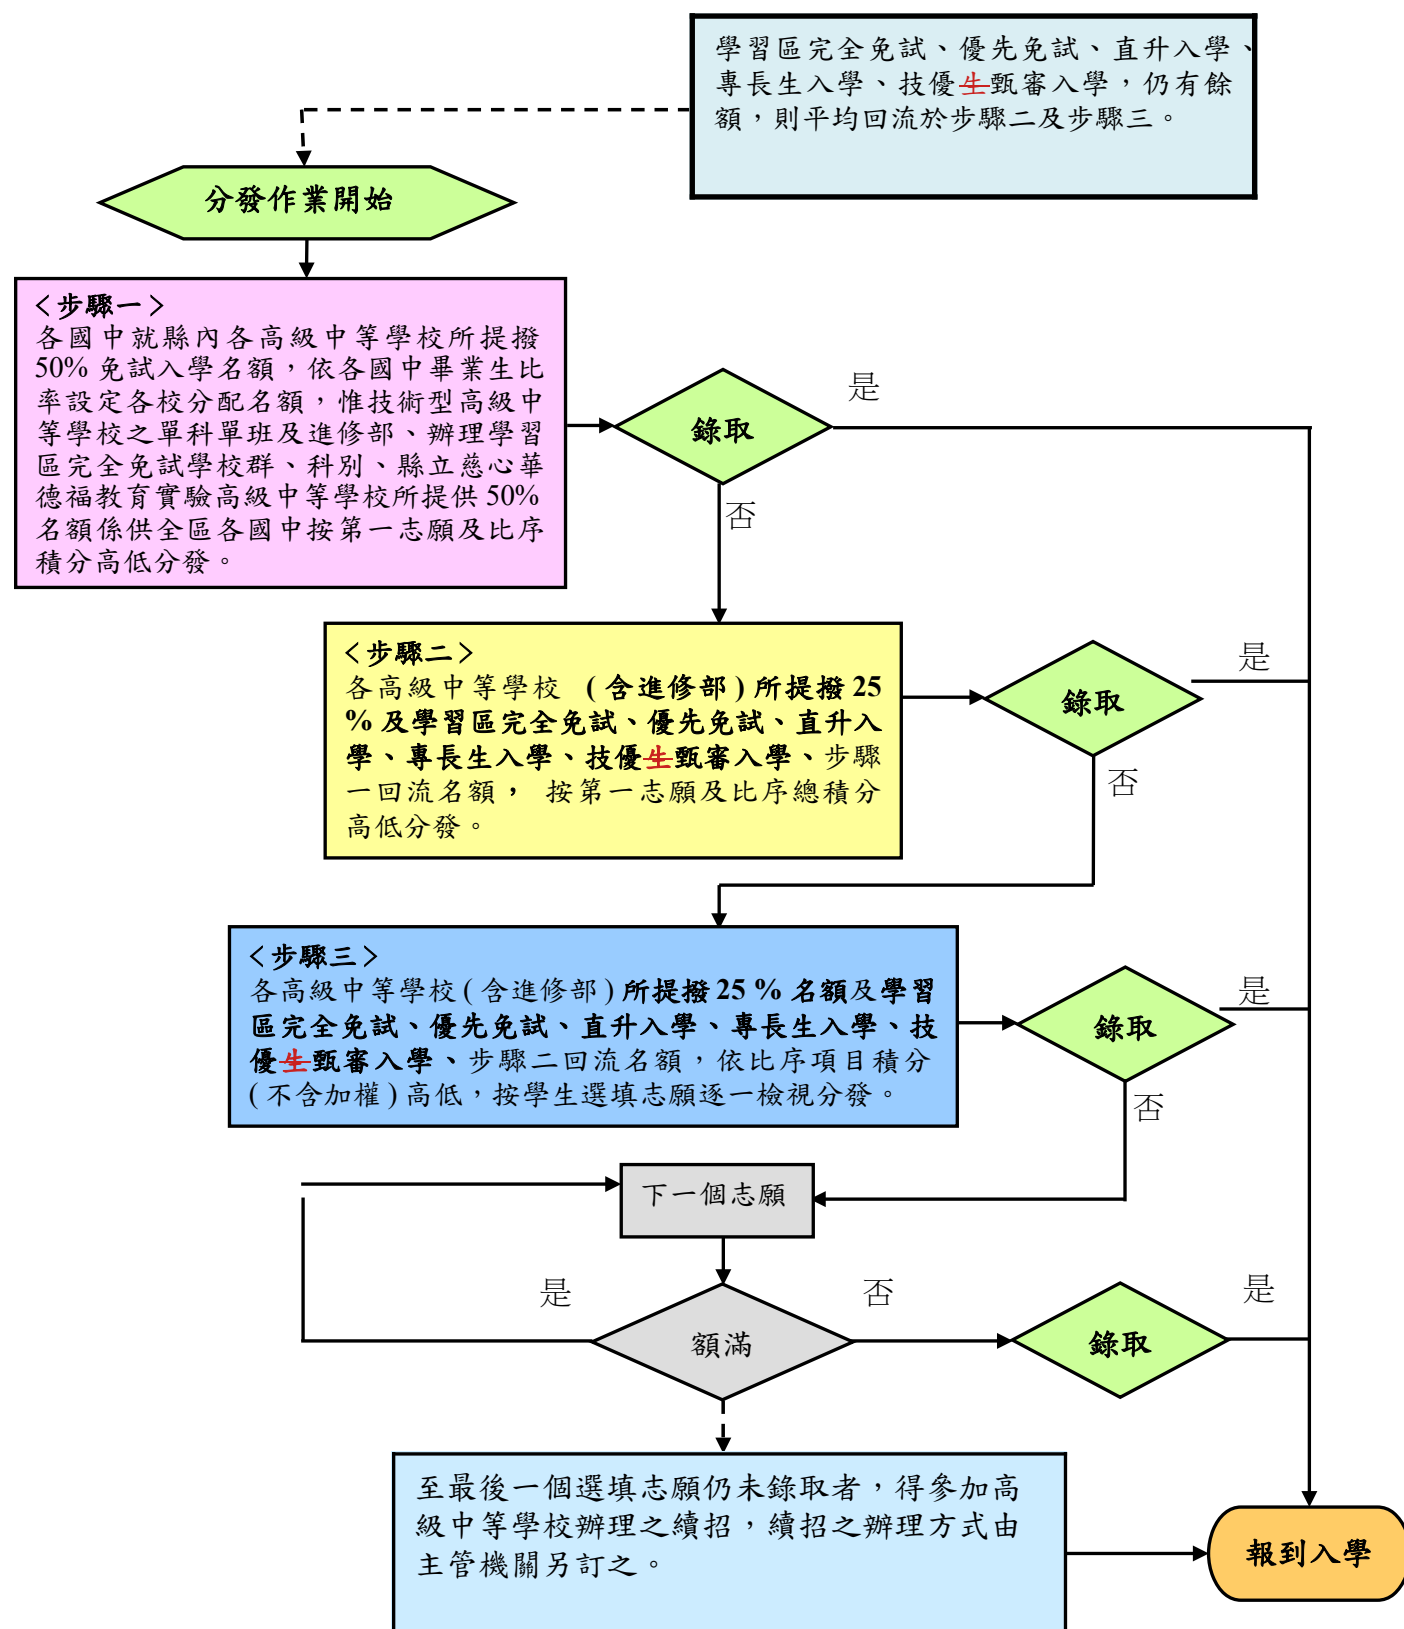 學習區完全免試、優先免試、直升入學、
專長生入學、技優生甄審入學，仍有餘
額，則平均回流於步驟二及步驟三。
分發作業開始
<步驟一>
各國中就縣內各高級中等學校所提撥
50% 免試入學名額，依各國中畢業生比
率設定各校分配名額，惟技術型高級中
等學校之單科單班及進修部、辦理學習
區完全免試學校群、科別、縣立慈心華
德福教育實驗高級中等學校所提供 50%
名額係供全區各國中按第一志願及比序
積分高低分發。
錄取
是
否
<步驟二>
各高級中等學校 (含進修部)所提撥 25
% 及學習區完全免試、優先免試、直升入
學、專長生入學、技優生甄審入學、步驟
一回流名額， 按第一志願及比序總積分
高低分發。
錄取
是
否
<步驟三>
各高級中等學校(含進修部)所提撥 25 % 名額及學習
區完全免試、優先免試、直升入學、專長生入學、技
優生甄審入學、步驟二回流名額，依比序項目積分
(不含加權)高低，按學生選填志願逐一檢視分發。
錄取
是
否
下一個志願
是
額滿
否
錄取
是
至最後一個選填志願仍未錄取者，得參加高
級中等學校辦理之續招，續招之辦理方式由
主管機關另訂之。
報到入學